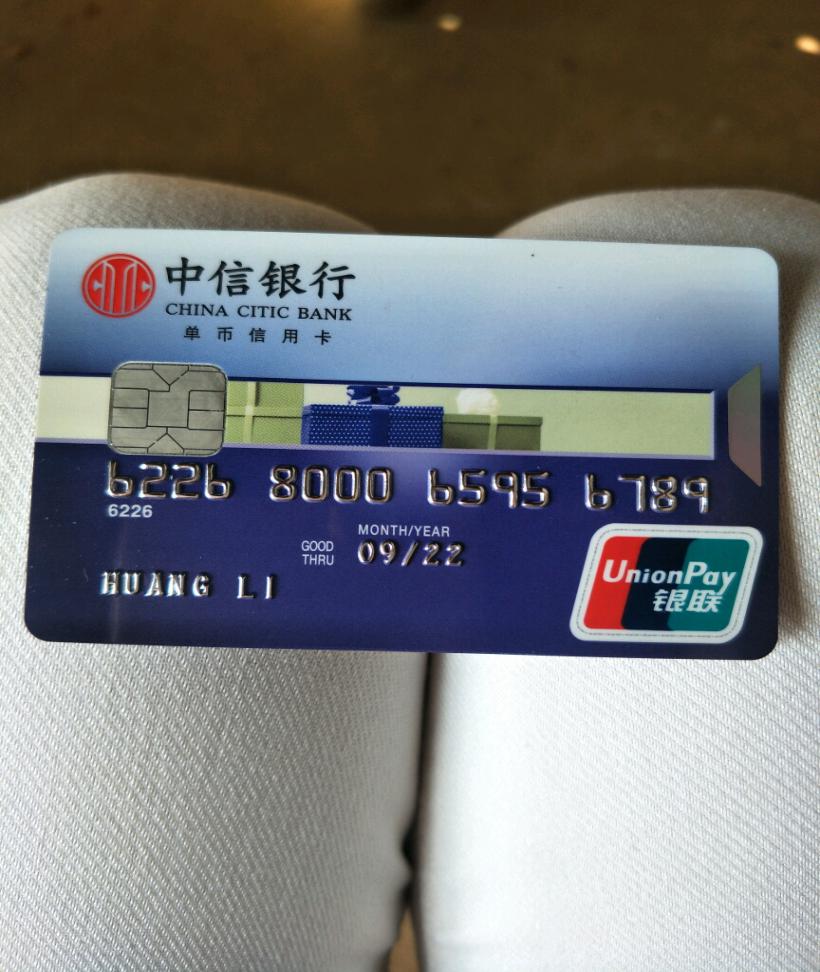 中信银行
CHINA CITIC BANK
单币信用卡
6226 8000 6595 6789
6226
MONTH/YEAR
GOOD THRU 09/22
HUANG LI
UnionPay
银联